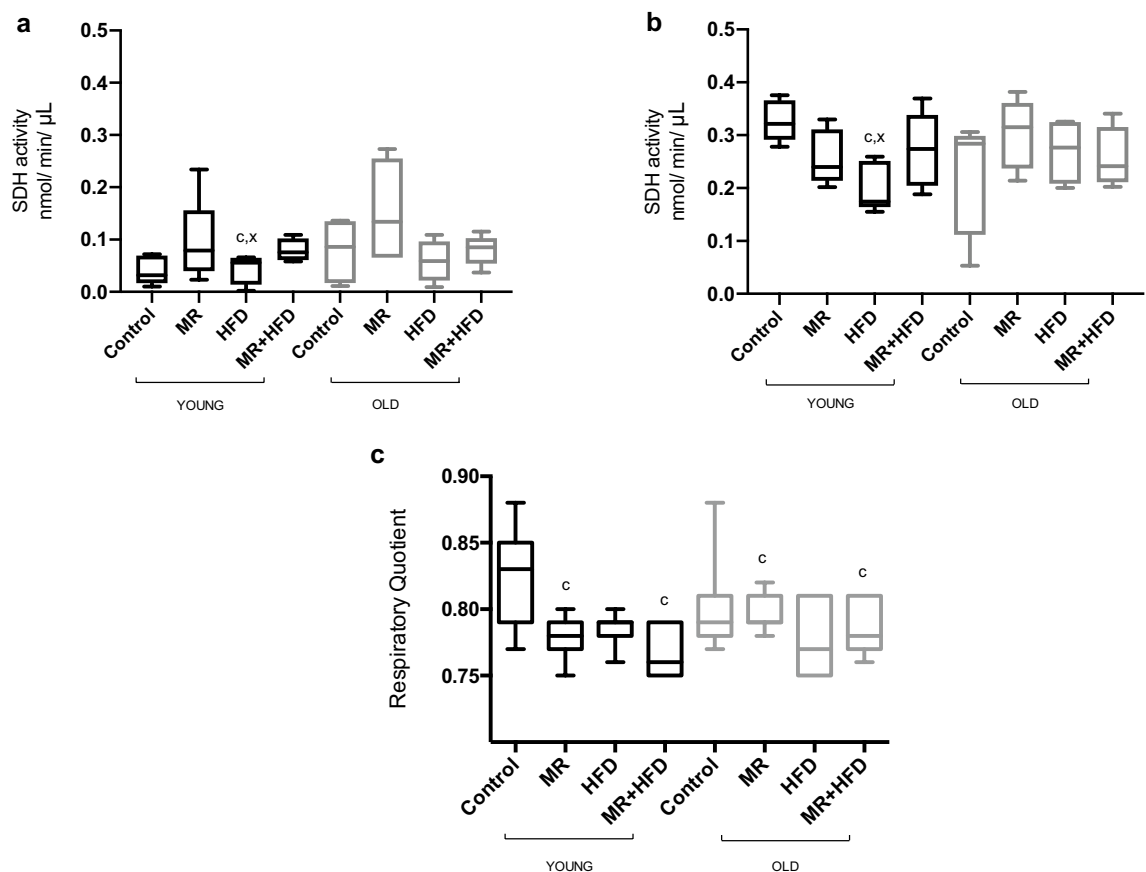 a
SDH activity
nmol/ min/ µL
0.5
0.4
0.3
0.2
0.1
0.0
c,x
Control
MR
HFD
MR+HFD
Control
MR
HFD
MR+HFD
YOUNG
OLD
b
SDH activity
nmol/ min/ µL
0.5
0.4
0.3
0.2
0.1
0.0
c,x
Control
MR
HFD
MR+HFD
Control
MR
HFD
MR+HFD
YOUNG
OLD
c
Respiratory Quotient
0.90
0.85
0.80
0.75
c
c
c
c
Control
MR
HFD
MR+HFD
Control
MR
HFD
MR+HFD
YOUNG
OLD